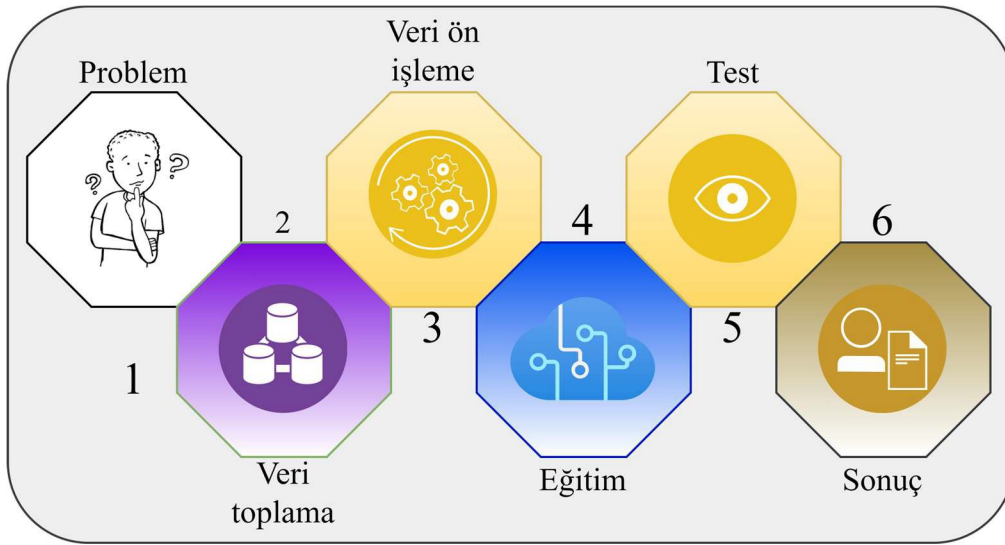 Problem
1
2
Veri
toplama
Veri ön
işleme
3
4
Eğitim
Test
5
6
Sonuç